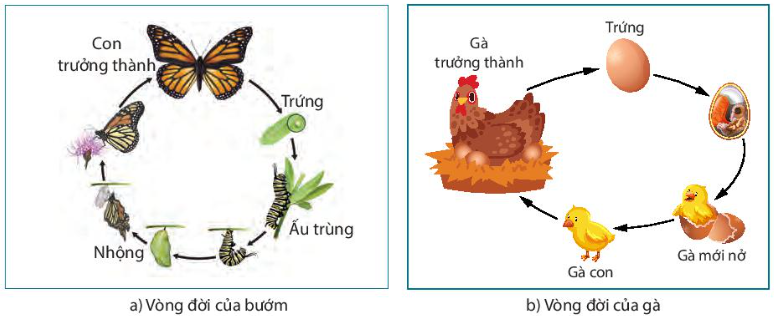 Con
trưởng thành
Trứng
Ấu trùng
Nhộng
a) Vòng đời của bướm
Trứng
Gà
trưởng thành
Gà mới nở
Gà con
b) Vòng đời của gà